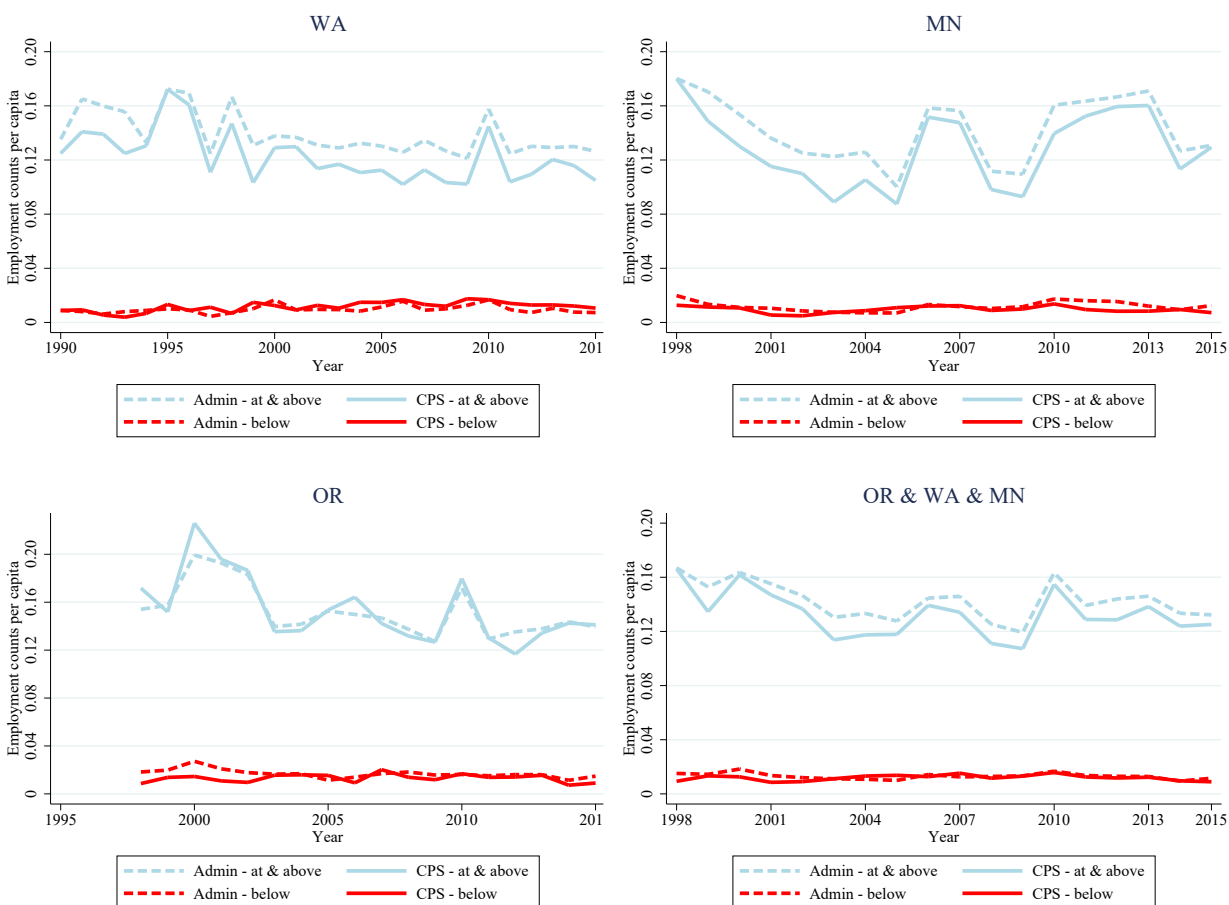 WA
Employment counts per capita
0.20
0.16
0.12
0.08
0.04
0
1990 1995 2000 2005 2010 201
Year
Admin - at & above CPS - at & above
Admin - below CPS - below
MN
Employment counts per capita
0.20
0.16
0.12
0.08
0.04
0
1998 2001 2004 2007 2010 2013 2015
Year
Admin - at & above CPS - at & above
Admin - below CPS - below
OR
Employment counts per capita
0.20
0.16
0.12
0.08
0.04
0
1995 2000 2005 2010 201
Year
Admin - at & above CPS - at & above
Admin - below CPS - below
OR & WA & MN
Employment counts per capita
0.20
0.16
0.12
0.08
0.04
0
1998 2001 2004 2007 2010 2013 2015
Year
Admin - at & above CPS - at & above
Admin - below CPS - below